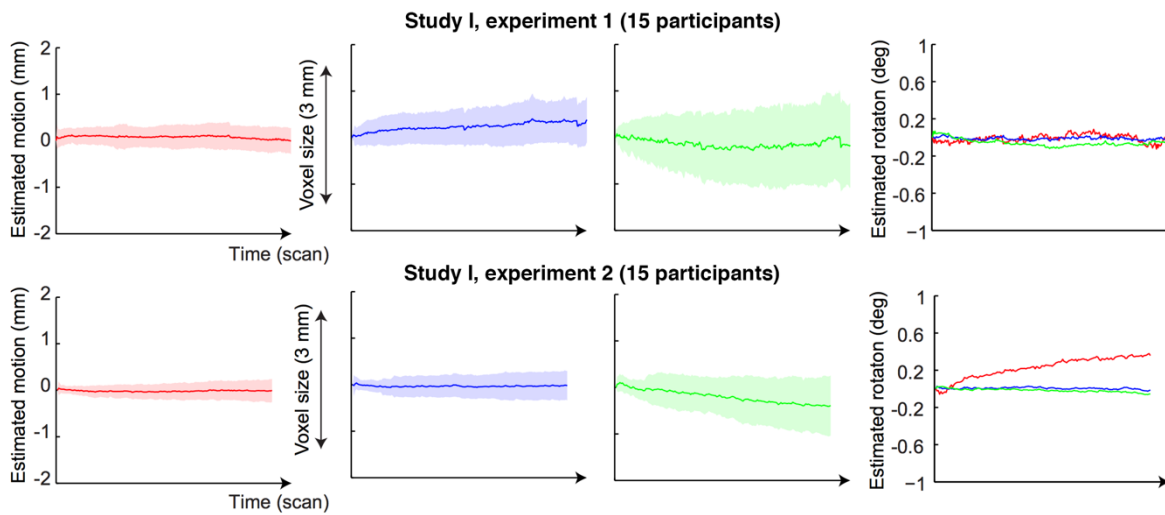 Study I, experiment 1 (15 participants)
Estimated motion (mm)
2
1
0
-1
-2
Time (scan)
Voxel size (3 mm)
Estimated rotaton (deg)
1
0.6
0.2
-0.2
-0.6
−1
Study I, experiment 2 (15 participants)
Estimated motion (mm)
2
1
0
-1
-2
Time (scan)
Voxel size (3 mm)
Estimated rotaton (deg)
1
0.6
0.2
-0.2
-0.6
−1